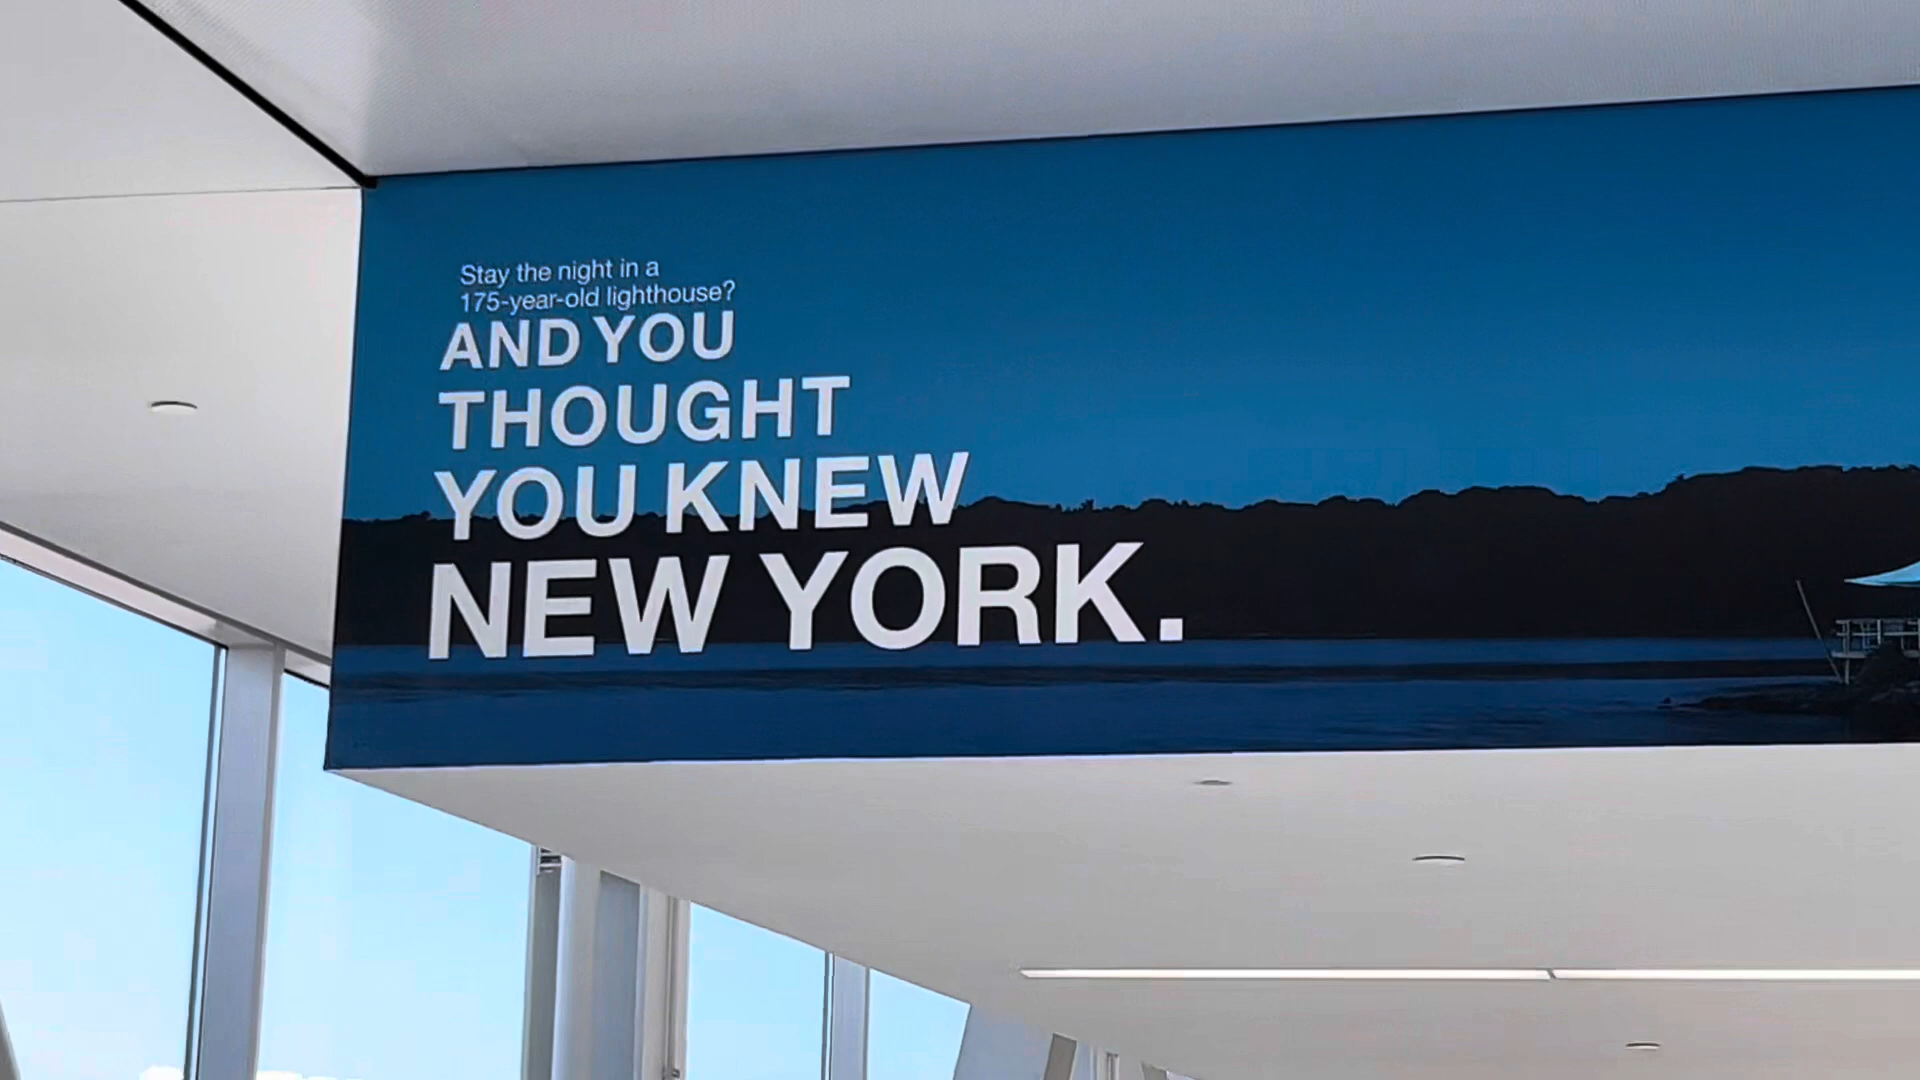 Stay the night in a
175-year-old lighthouse?
AND YOU
THOUGHT
YOU KNEW
NEW YORK.